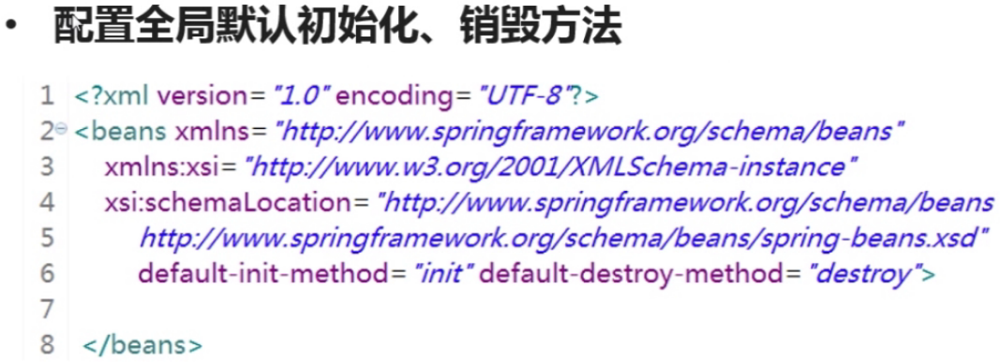 • 配置全局默认初始化、销毁方法
1 <?xml version="1.0" encoding="UTF-8"?>
2 <beans xmlns="http://www.springframework.org/schema/beans"
3 xmlns:xsi="http://www.w3.org/2001/XMLSchema-instance"
4 xsi:schemaLocation="http://www.springframework.org/schema/beans
5 http://www.springframework.org/schema/beans/spring-beans.xsd"
6 default-init-method="init" default-destroy-method="destroy">
7
8 </beans>